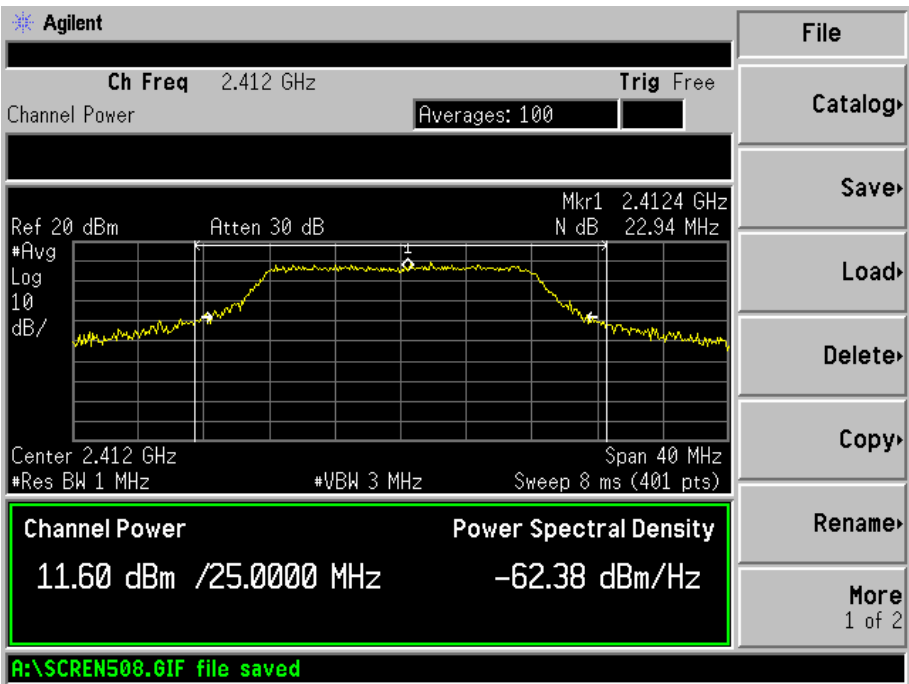 Agilent
Ch Freq 2.412 GHz Trig Free
Channel Power Averages: 100
Mkr1 2.4124 GHz
Ref 20 dBm Atten 30 dB N dB 22.94 MHz
#Avg
Log
10
dB/
1
Center 2.412 GHz Span 40 MHz
#Res BW 1 MHz #VBW 3 MHz Sweep 8 ms (401 pts)
Channel Power Power Spectral Density
11.60 dBm /25.0000 MHz -62.38 dBm/Hz
A:\SCREN508.GIF file saved
File
Catalog
Save
Load
Delete
Copy
Rename
More
1 of 2